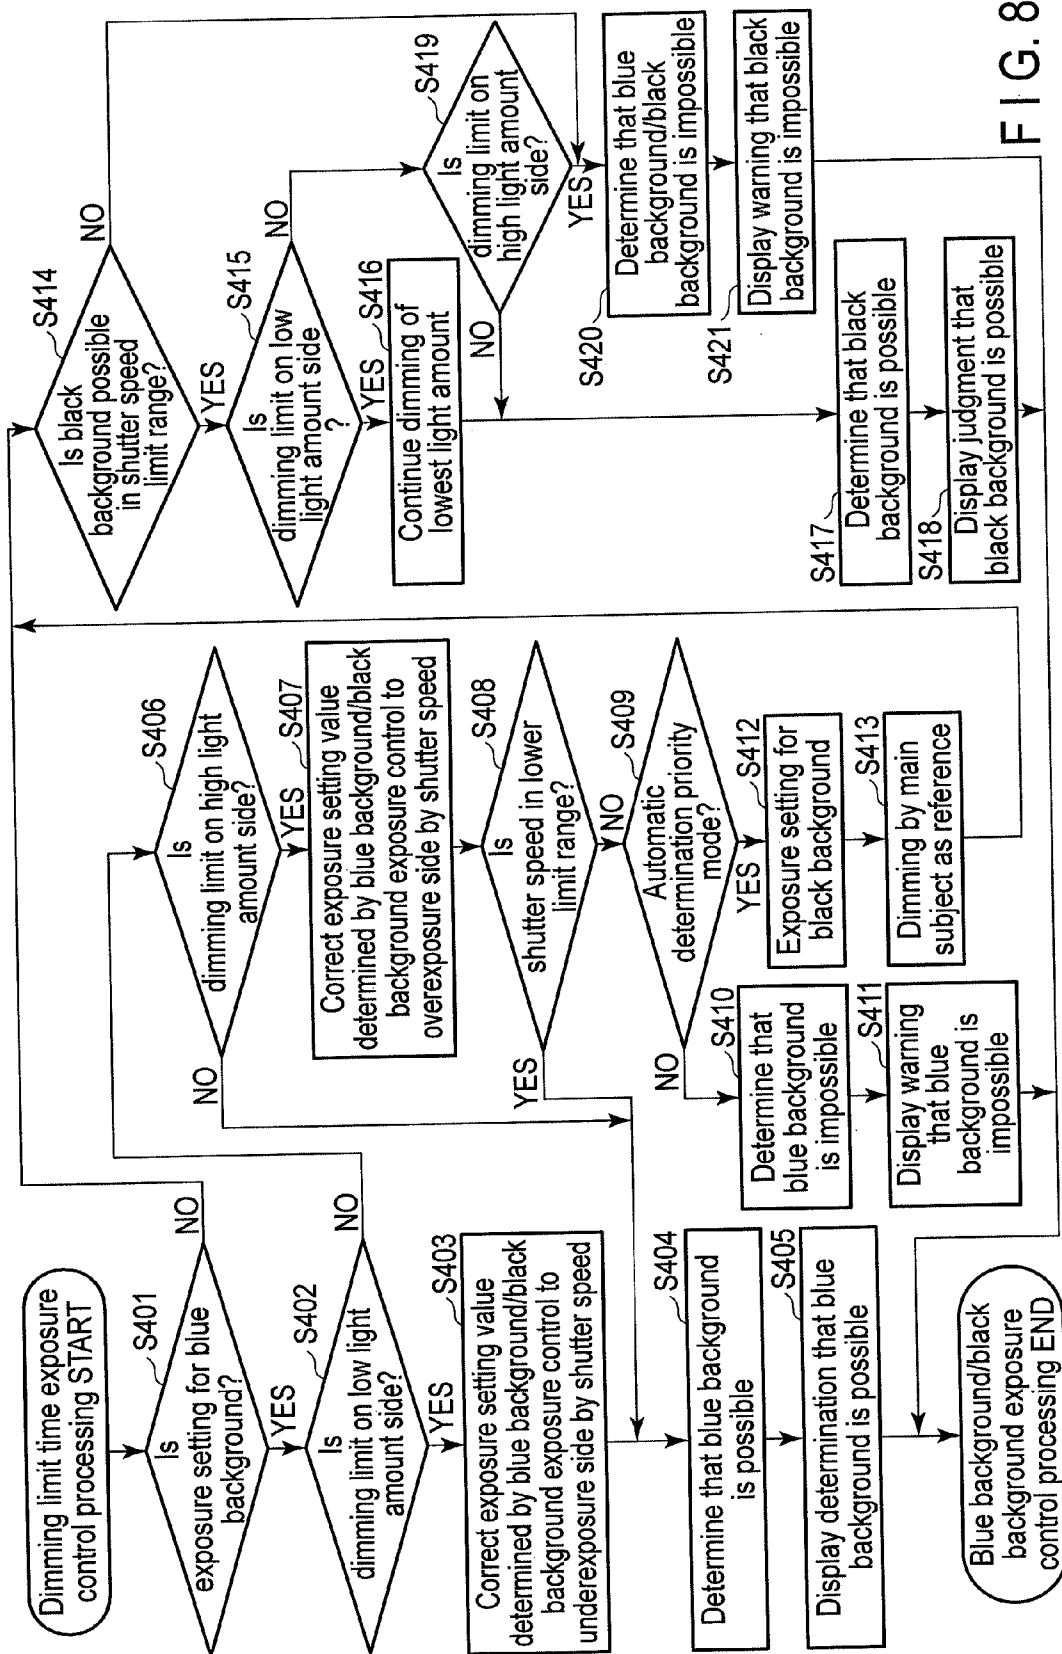 Dimming limit time exposure
control processing START
S401
Is
exposure setting for blue
background?
NO
YES
S402
Is
dimming limit on low light
amount side?
NO
YES
S403
Correct exposure setting value
determined by blue background/black
background exposure control to
underexposure side by shutter speed
S404
Determine that blue background
is possible
S405
Display determination that blue
background is possible
Blue background/black
background exposure
control processing END
S406
Is
dimming limit on high light
amount side?
NO
YES
S407
Correct exposure setting value
determined by blue background/black
background exposure control to
overexposure side by shutter speed
S408
Is
shutter speed in lower
limit range?
YES
NO
S409
Automatic
determination priority
mode?
NO
YES
S410
Determine that
blue background
is impossible
S411
Display warning
that blue
background is
impossible
S412
Exposure setting for
black background
S413
Dimming by main
subject as reference
S414
Is black
background possible
in shutter speed
limit range?
NO
YES
S415
Is
dimming limit on low
light amount side
?
NO
YES
S416
Continue dimming of
lowest light amount
S419
Is
dimming limit on
high light amount
side?
NO
YES
S420
Determine that blue
background/black
background is impossible
S421
Display warning that black
background is impossible
S417
Determine that black
background is possible
S418
Display judgment that
black background is possible
FIG. 8